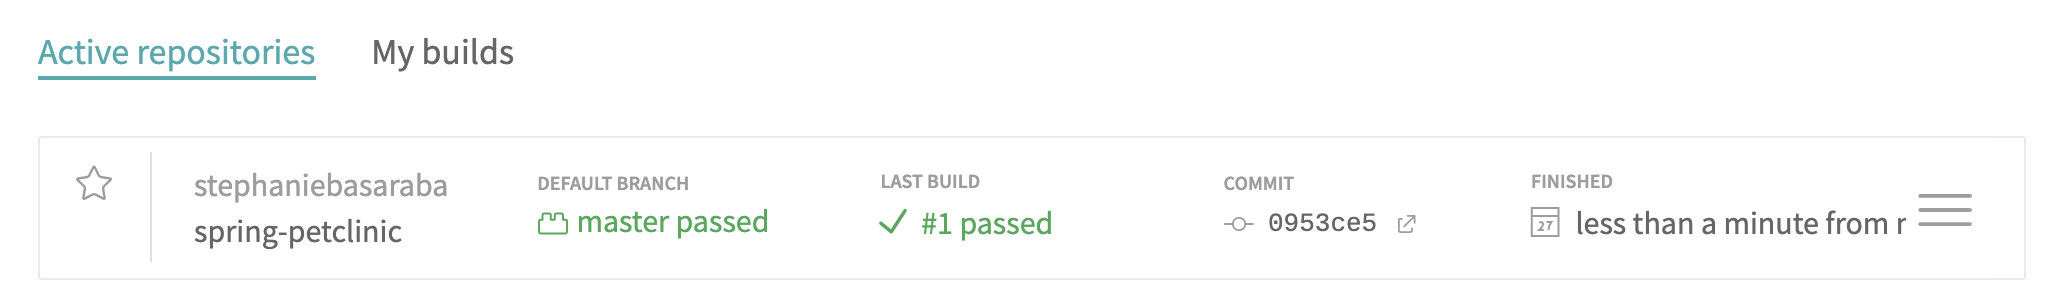 Active repositories My builds
stephaniebasaraba
spring-petclinic
DEFAULT BRANCH
master passed
LAST BUILD
#1 passed
COMMIT
0953ce5
FINISHED
27
less than a minute from